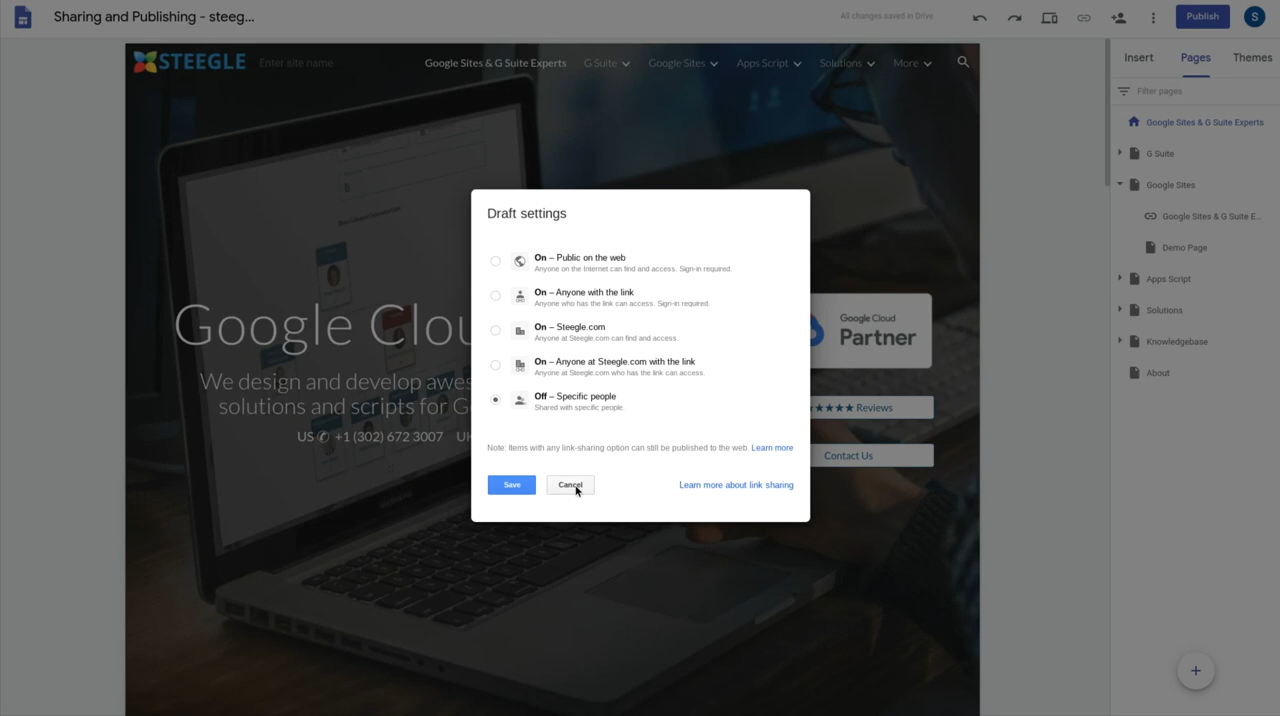 Sharing and Publishing - steeg...
All changes saved in Drive
Publish
S
STEEGLE
Enter site name
Google Sites & G Suite Experts
G Suite
Google Sites
Apps Script
Solutions
More
Insert
Pages
Themes
Filter pages
Google Sites & G Suite Experts
G Suite
Google Sites
Google Sites & G Suite E...
Demo Page
Apps Script
Solutions
Knowledgebase
About
Draft settings
On – Public on the web
Anyone on the Internet can find and access. Sign-in required.
On – Anyone with the link
Anyone who has the link can access. Sign-in required.
On – Steegle.com
Anyone at Steegle.com can find and access.
On – Anyone at Steegle.com with the link
Anyone at Steegle.com who has the link can access.
Off – Specific people
Shared with specific people.
Note: Items with any link-sharing option can still be published to the web. Learn more
Save
Cancel
Learn more about link sharing
Google Clou
We design and develop awes
solutions and scripts for G
US ✆ +1 (302) 672 3007 UK
Google Cloud
Partner
★★★★ Reviews
Contact Us